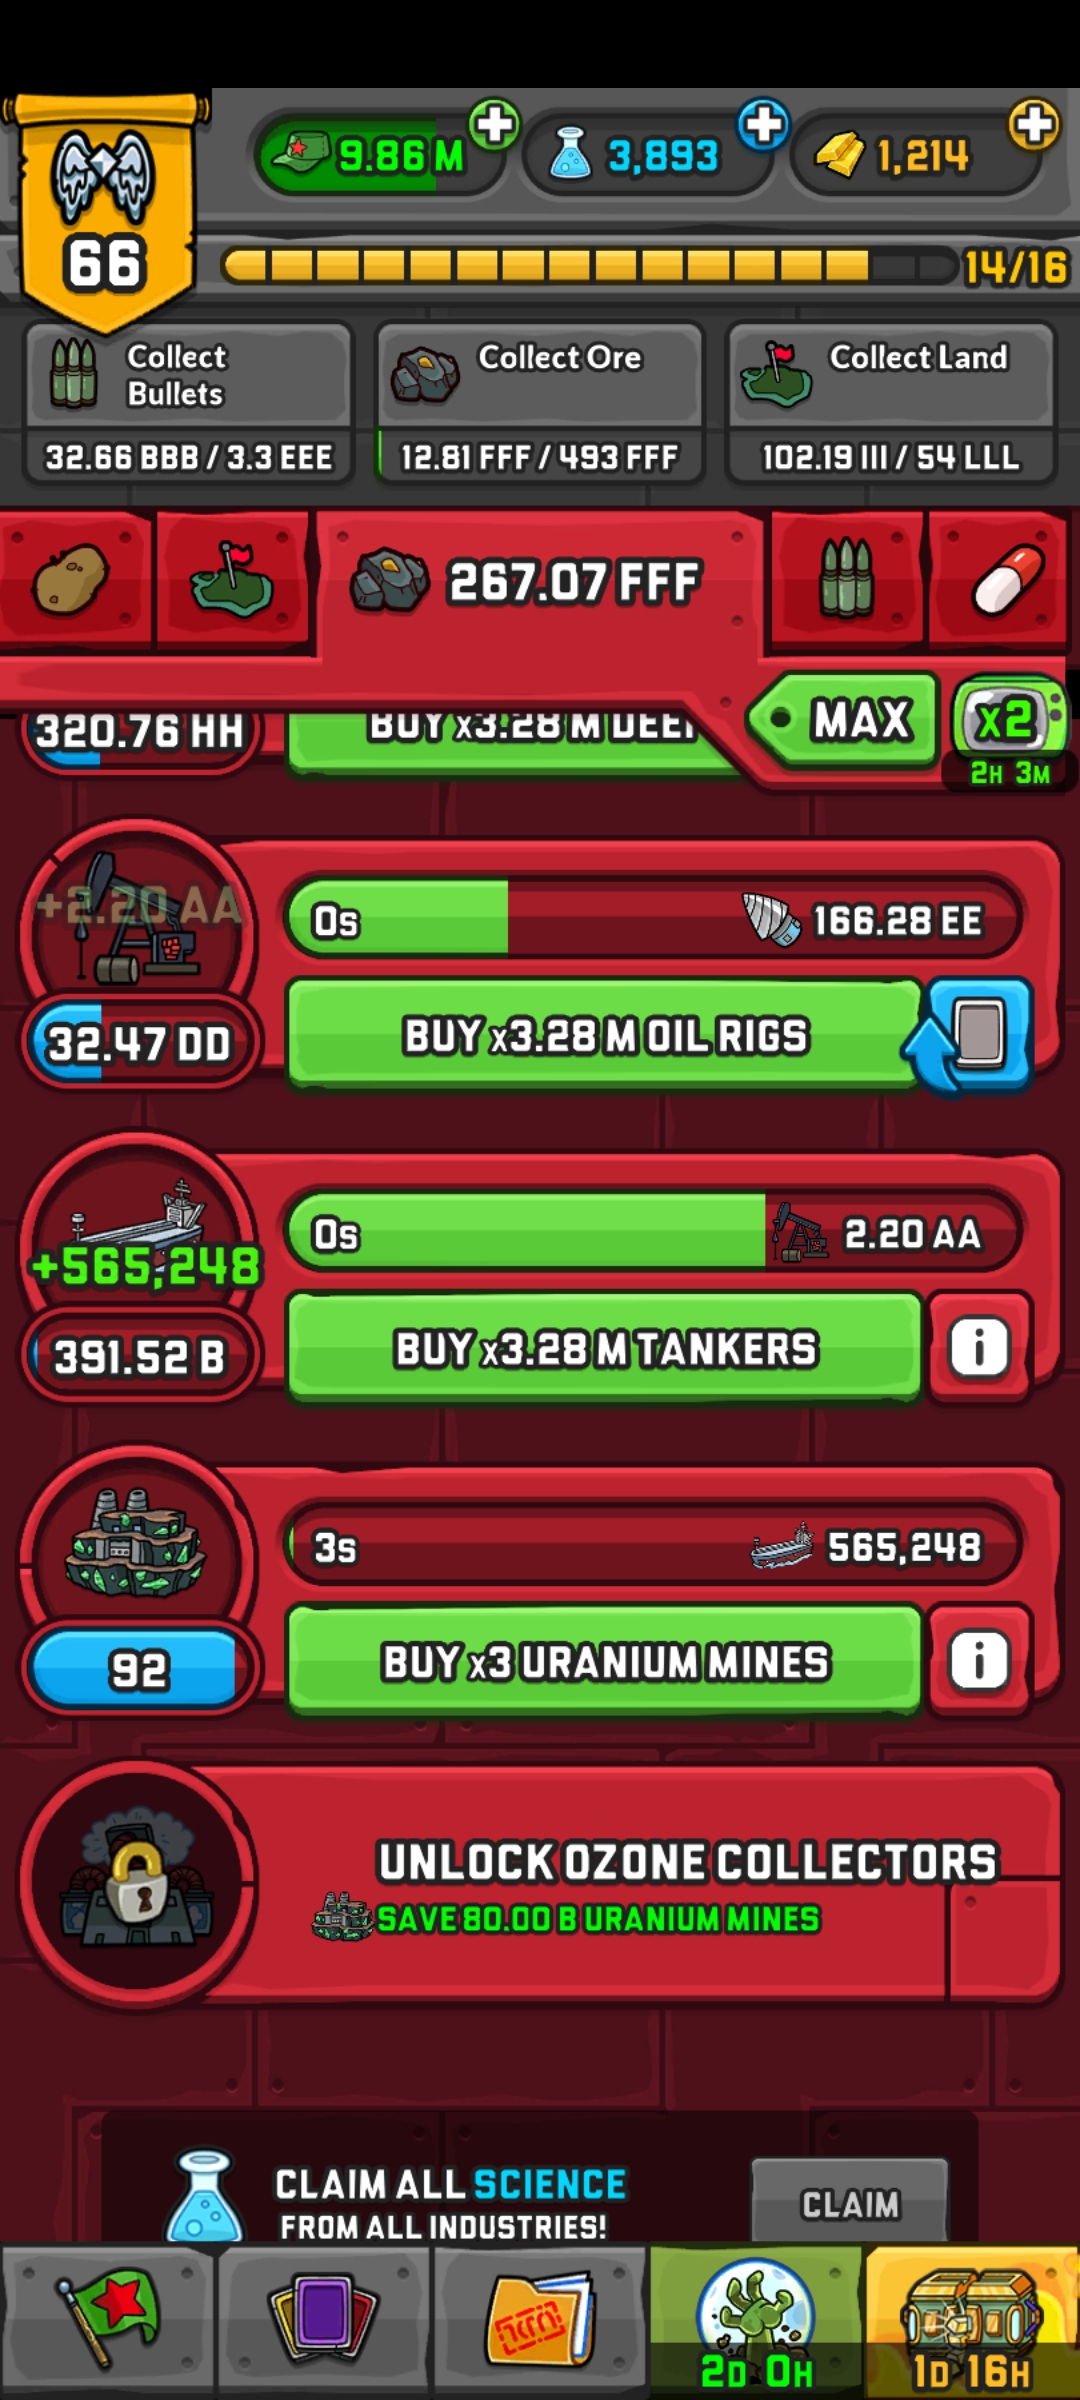 9.86 M
3,893
1,214
66
14/16
Collect
Bullets
32.66 BBB / 3.3 EEE
Collect Ore
12.81 FFF / 493 FFF
Collect Land
102.19 III / 54 LLL
267.07 FFF
MAX
x2
2H 3M
320.76 HH
BUY x3.28 M
+2.20 AA
0s
166.28 EE
32.47 DD
BUY x3.28 M OIL RIGS
0s
2.20 AA
+565,248
391.52 B
BUY x3.28 M TANKERS
i
3s
565,248
92
BUY x3 URANIUM MINES
i
UNLOCK OZONE COLLECTORS
SAVE 80.00 B URANIUM MINES
CLAIM ALL SCIENCE
FROM ALL INDUSTRIES!
CLAIM
2D 0H
1D 16H